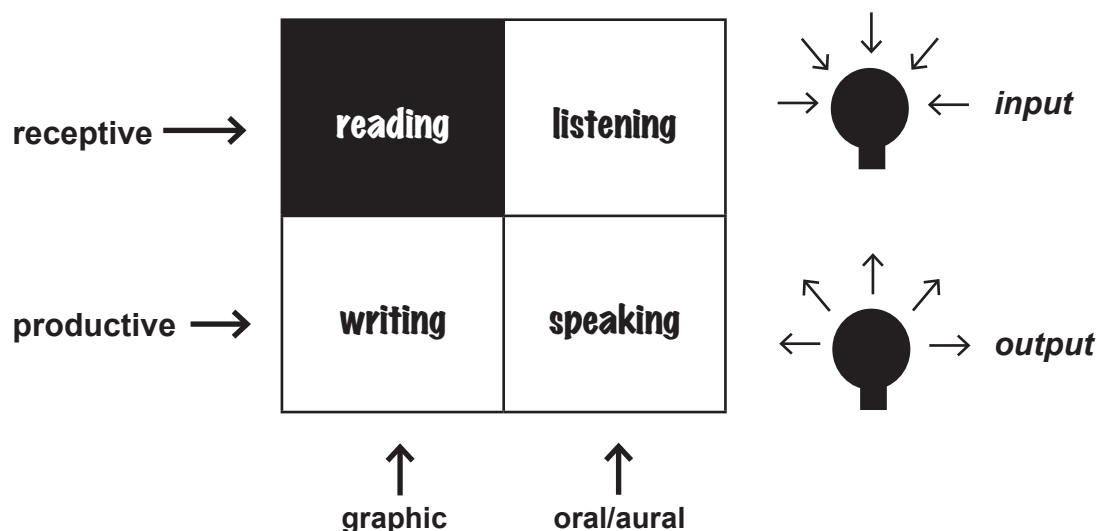 receptive
reading
listening
input
productive
writing
speaking
output
graphic
oral/aural